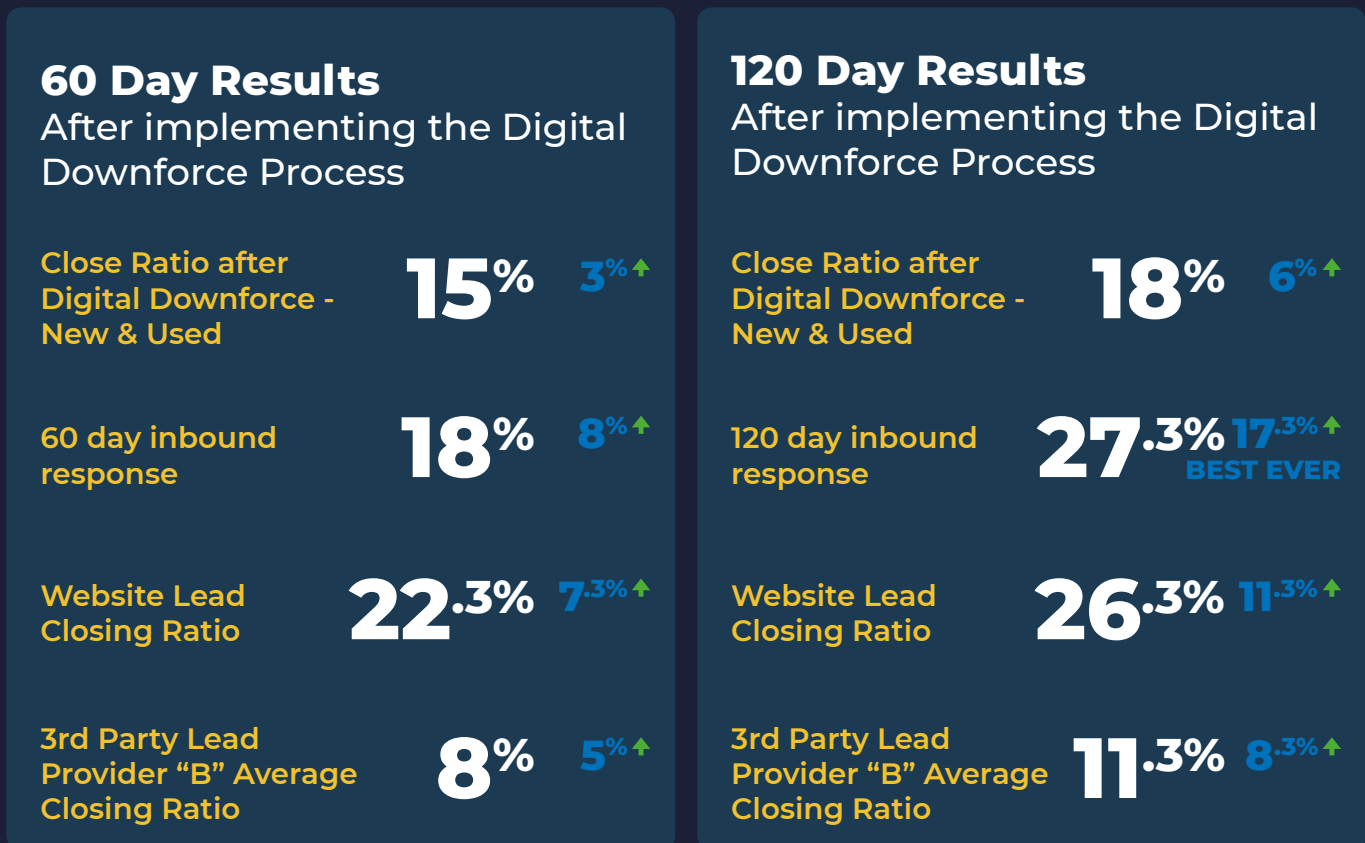 60 Day Results
After implementing the Digital
Downforce Process
Close Ratio after
Digital Downforce -
New & Used
15% 3%
60 day inbound
response
18% 8%
Website Lead
Closing Ratio
22.3% 7.3%
3rd Party Lead
Provider “B” Average
Closing Ratio
8% 5%
120 Day Results
After implementing the Digital
Downforce Process
Close Ratio after
Digital Downforce -
New & Used
18% 6%
120 day inbound
response
27.3% 17.3%
BEST EVER
Website Lead
Closing Ratio
26.3% 11.3%
3rd Party Lead
Provider “B” Average
Closing Ratio
11.3% 8.3%